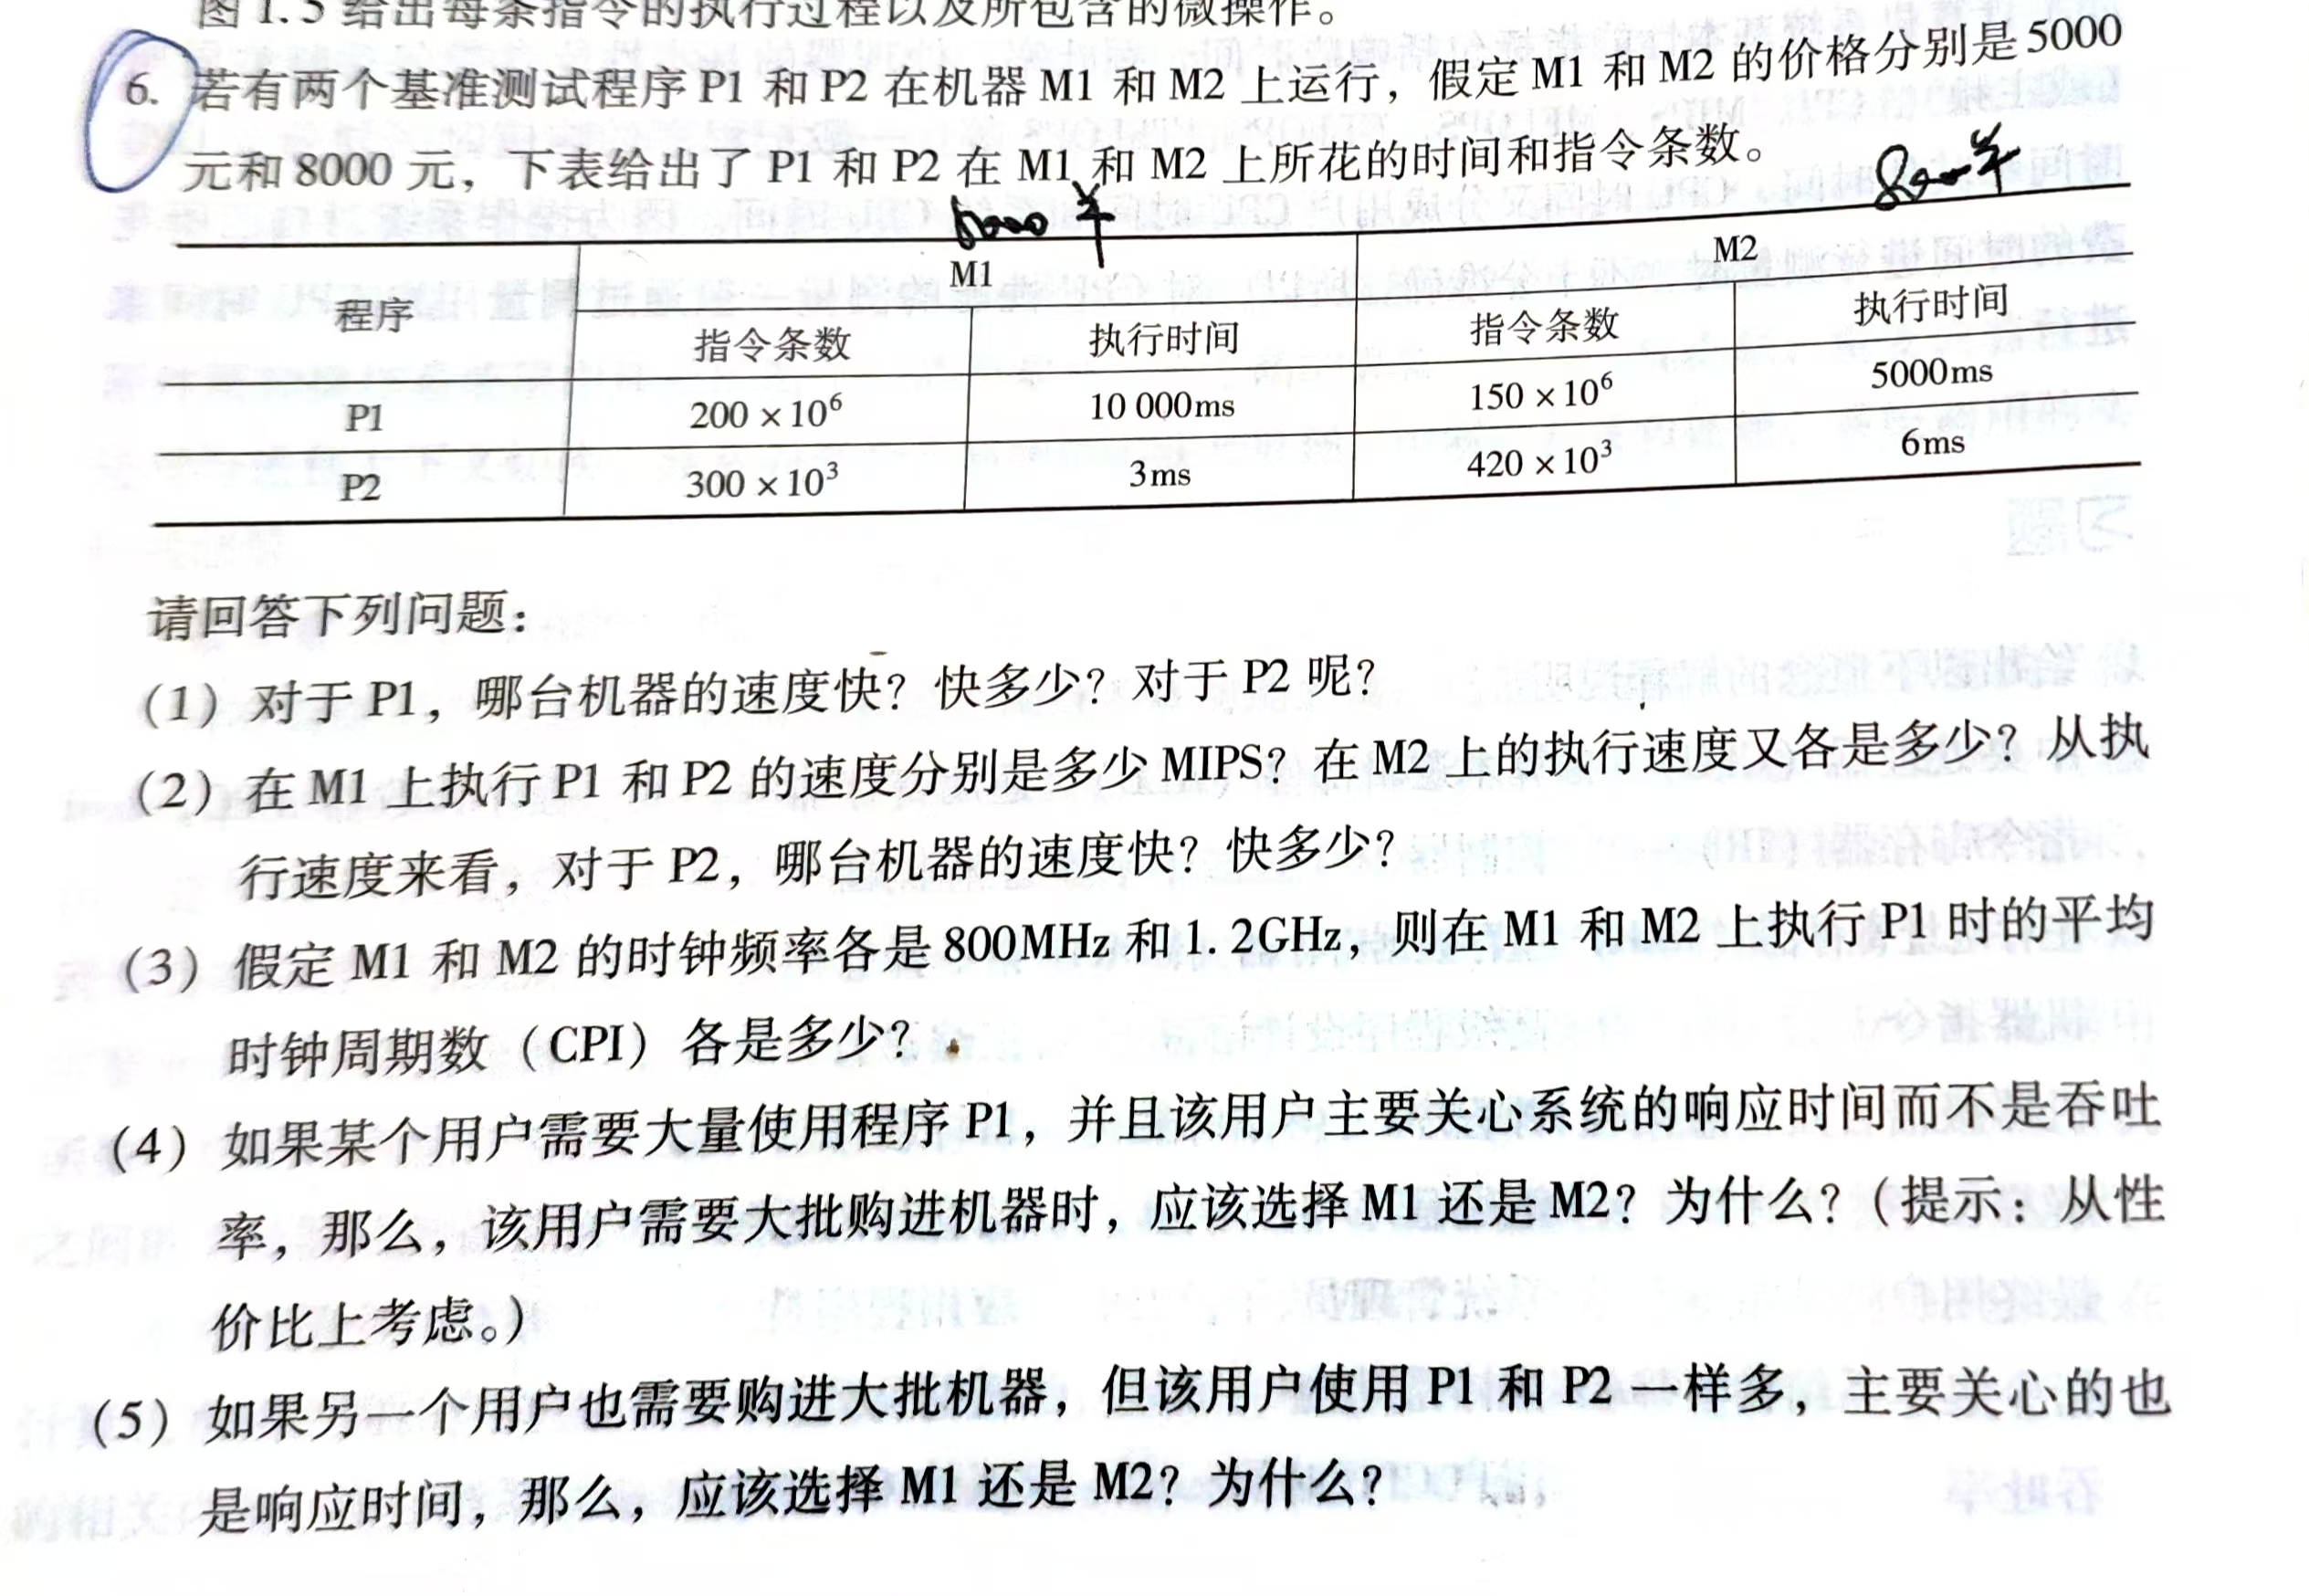 图1.5给出每条指令的执行过程以及所包含的微操作。
6. 若有两个基准测试程序 P1 和 P2 在机器 M1 和 M2 上运行，假定 M1 和 M2 的价格分别是 5000
元和 8000 元，下表给出了 P1 和 P2 在 M1 和 M2 上所花的时间和指令条数。
5000 羊 800羊
程序 M1 M2
指令条数 执行时间 指令条数 执行时间
P1 200×10⁶ 10 000ms 150×10⁶ 5000ms
P2 300×10³ 3ms 420×10³ 6ms
习题
请回答下列问题：
（1）对于 P1，哪台机器的速度快？快多少？对于 P2 呢？
（2）在 M1 上执行 P1 和 P2 的速度分别是多少 MIPS？在 M2 上的执行速度又各是多少？从执
行速度来看，对于 P2，哪台机器的速度快？快多少？
（3）假定 M1 和 M2 的时钟频率各是 800MHz 和 1.2GHz，则在 M1 和 M2 上执行 P1 时的平均
时钟周期数（CPI）各是多少？
（4）如果某个用户需要大量使用程序 P1，并且该用户主要关心系统的响应时间而不是吞吐
率，那么，该用户需要大批购进机器时，应该选择 M1 还是 M2？为什么？（提示：从性
价比上考虑。）
（5）如果另一个用户也需要购进大批机器，但该用户使用 P1 和 P2 一样多，主要关心的也
是响应时间，那么，应该选择 M1 还是 M2？为什么？